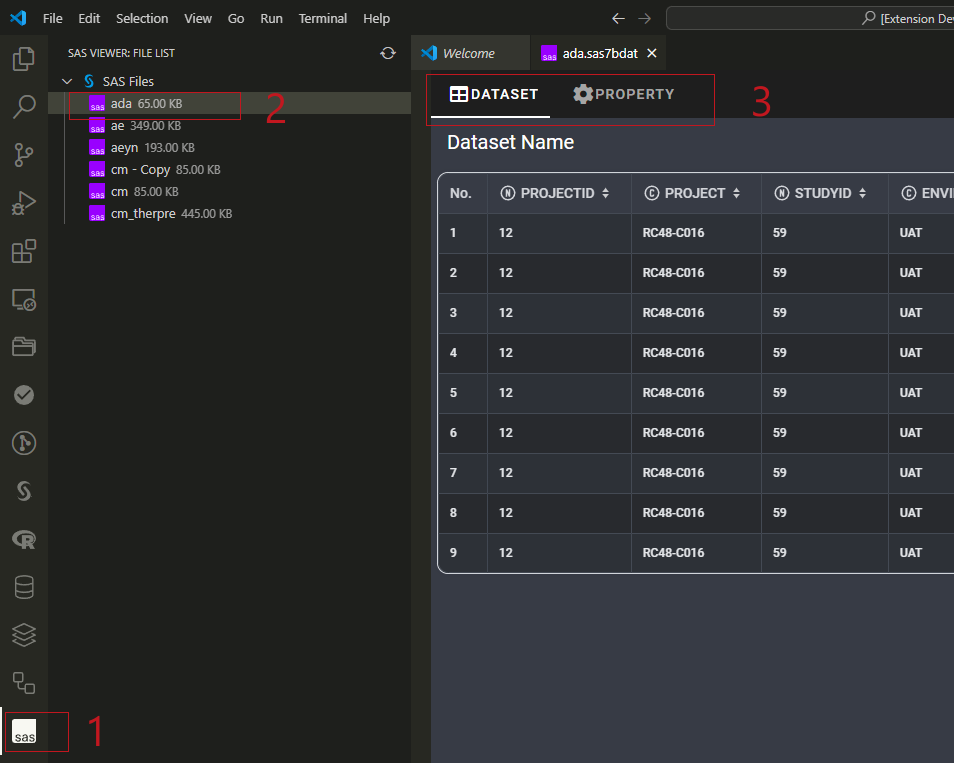 File Edit Selection View Go Run Terminal Help [Extension Dev
SAS VIEWER: FILE LIST
SAS Files
sas ada 65.00 KB
sas ae 349.00 KB
sas aeyn 193.00 KB
sas cm - Copy 85.00 KB
sas cm 85.00 KB
sas cm_therpre 445.00 KB
2
sas
1
Welcome sas ada.sas7bdat
DATASET PROPERTY
3
Dataset Name
No. N PROJECTID C PROJECT N STUDYID C ENVI
1 12 RC48-C016 59 UAT
2 12 RC48-C016 59 UAT
3 12 RC48-C016 59 UAT
4 12 RC48-C016 59 UAT
5 12 RC48-C016 59 UAT
6 12 RC48-C016 59 UAT
7 12 RC48-C016 59 UAT
8 12 RC48-C016 59 UAT
9 12 RC48-C016 59 UAT